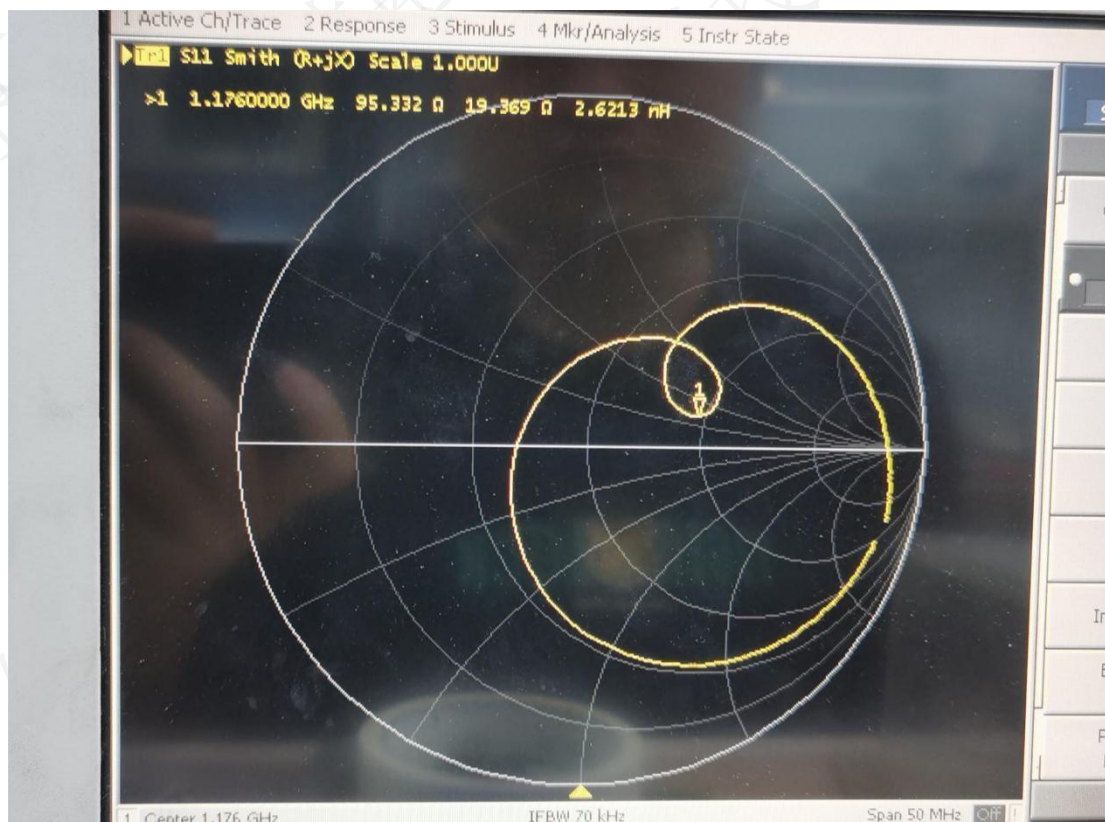 1 Active Ch/Trace 2 Response 3 Stimulus 4 Mkr/Analysis 5 Instr State
Tr1 S11 Smith (R+jX) Scale 1.000U
>1 1.1760000 GHz 95.332 Ω 19.369 Ω 2.6213 nH
1
1 Center 1.176 GHz IFBW 70 kHz Span 50 MHz Off !